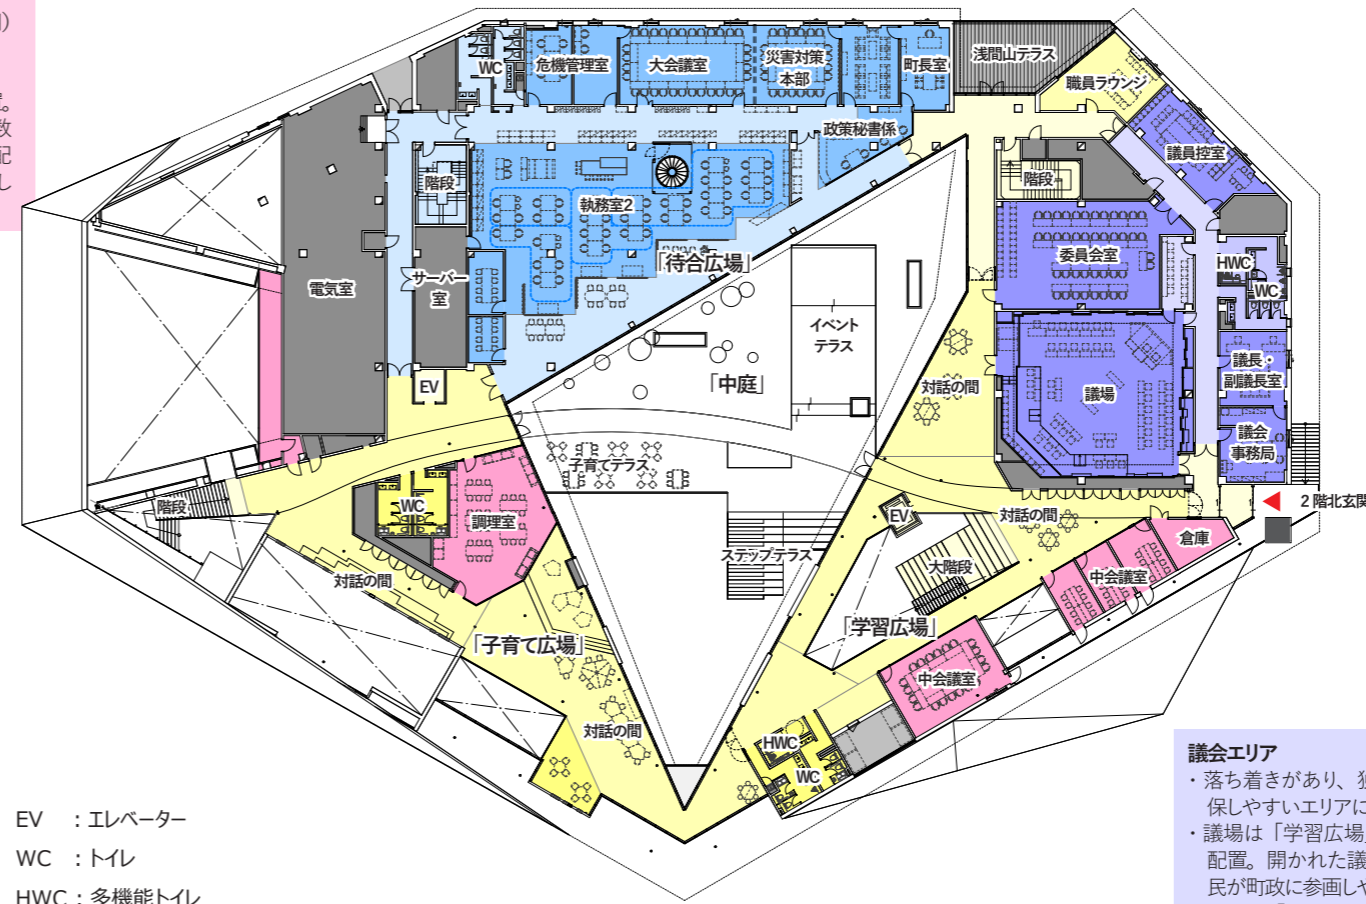 )
。
数
配
し
危機管理室
大会議室
災害対策
本部
町長室
浅間山テラス
職員ラウンジ
WC
政策秘書係
議員控室
階段
執務室2
階段
委員会室
HWC
WC
「待合広場」
電気室
サーバー
室
イベント
テラス
議長・
副議長室
EV
「中庭」
対話の間
議場
議会
事務局
子育てテラス
階段
WC
調理室
EV
対話の間
2 階北玄関
ステップテラス
大階段
倉庫
対話の間
中会議室
「学習広場」
「子育て広場」
中会議室
対話の間
HWC
WC
EV ：エレベーター
WC ：トイレ
HWC：多機能トイレ
議会エリア
・落ち着きがあり、独
保しやすいエリアに
・議場は「学習広場」
配置。開かれた議
民が町政に参画しや